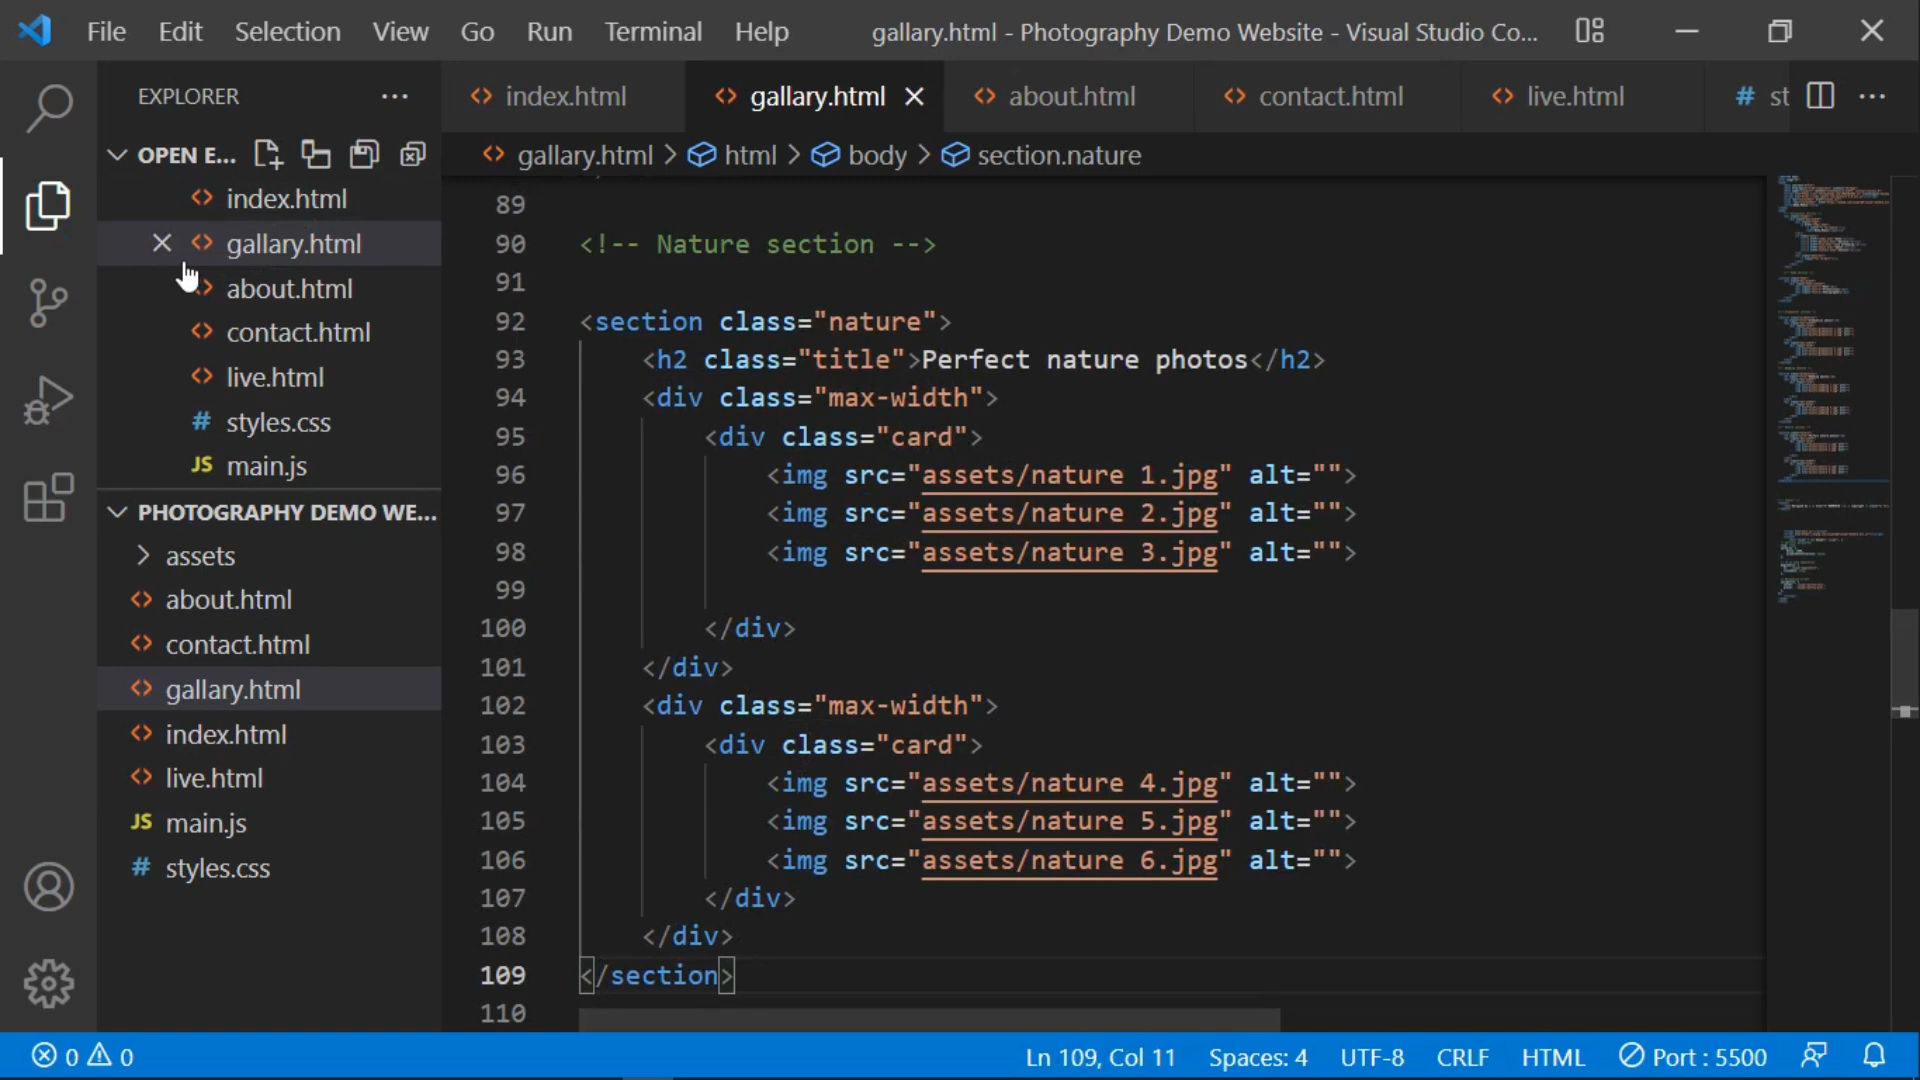 File Edit Selection View Go Run Terminal Help gallary.html - Photography Demo Website - Visual Studio Co...
EXPLORER
index.html gallary.html about.html contact.html live.html # st
OPEN E...
gallary.html > html > body > section.nature
index.html
gallary.html
about.html
contact.html
live.html
# styles.css
JS main.js
PHOTOGRAPHY DEMO WE...
assets
about.html
contact.html
gallary.html
index.html
live.html
JS main.js
# styles.css
89
90 <!-- Nature section -->
91
92 <section class="nature">
93 <h2 class="title">Perfect nature photos</h2>
94 <div class="max-width">
95 <div class="card">
96 <img src="assets/nature 1.jpg" alt="">
97 <img src="assets/nature 2.jpg" alt="">
98 <img src="assets/nature 3.jpg" alt="">
99
100 </div>
101 </div>
102 <div class="max-width">
103 <div class="card">
104 <img src="assets/nature 4.jpg" alt="">
105 <img src="assets/nature 5.jpg" alt="">
106 <img src="assets/nature 6.jpg" alt="">
107 </div>
108 </div>
109 </section>
110
0 0 Ln 109, Col 11 Spaces: 4 UTF-8 CRLF HTML Port : 5500